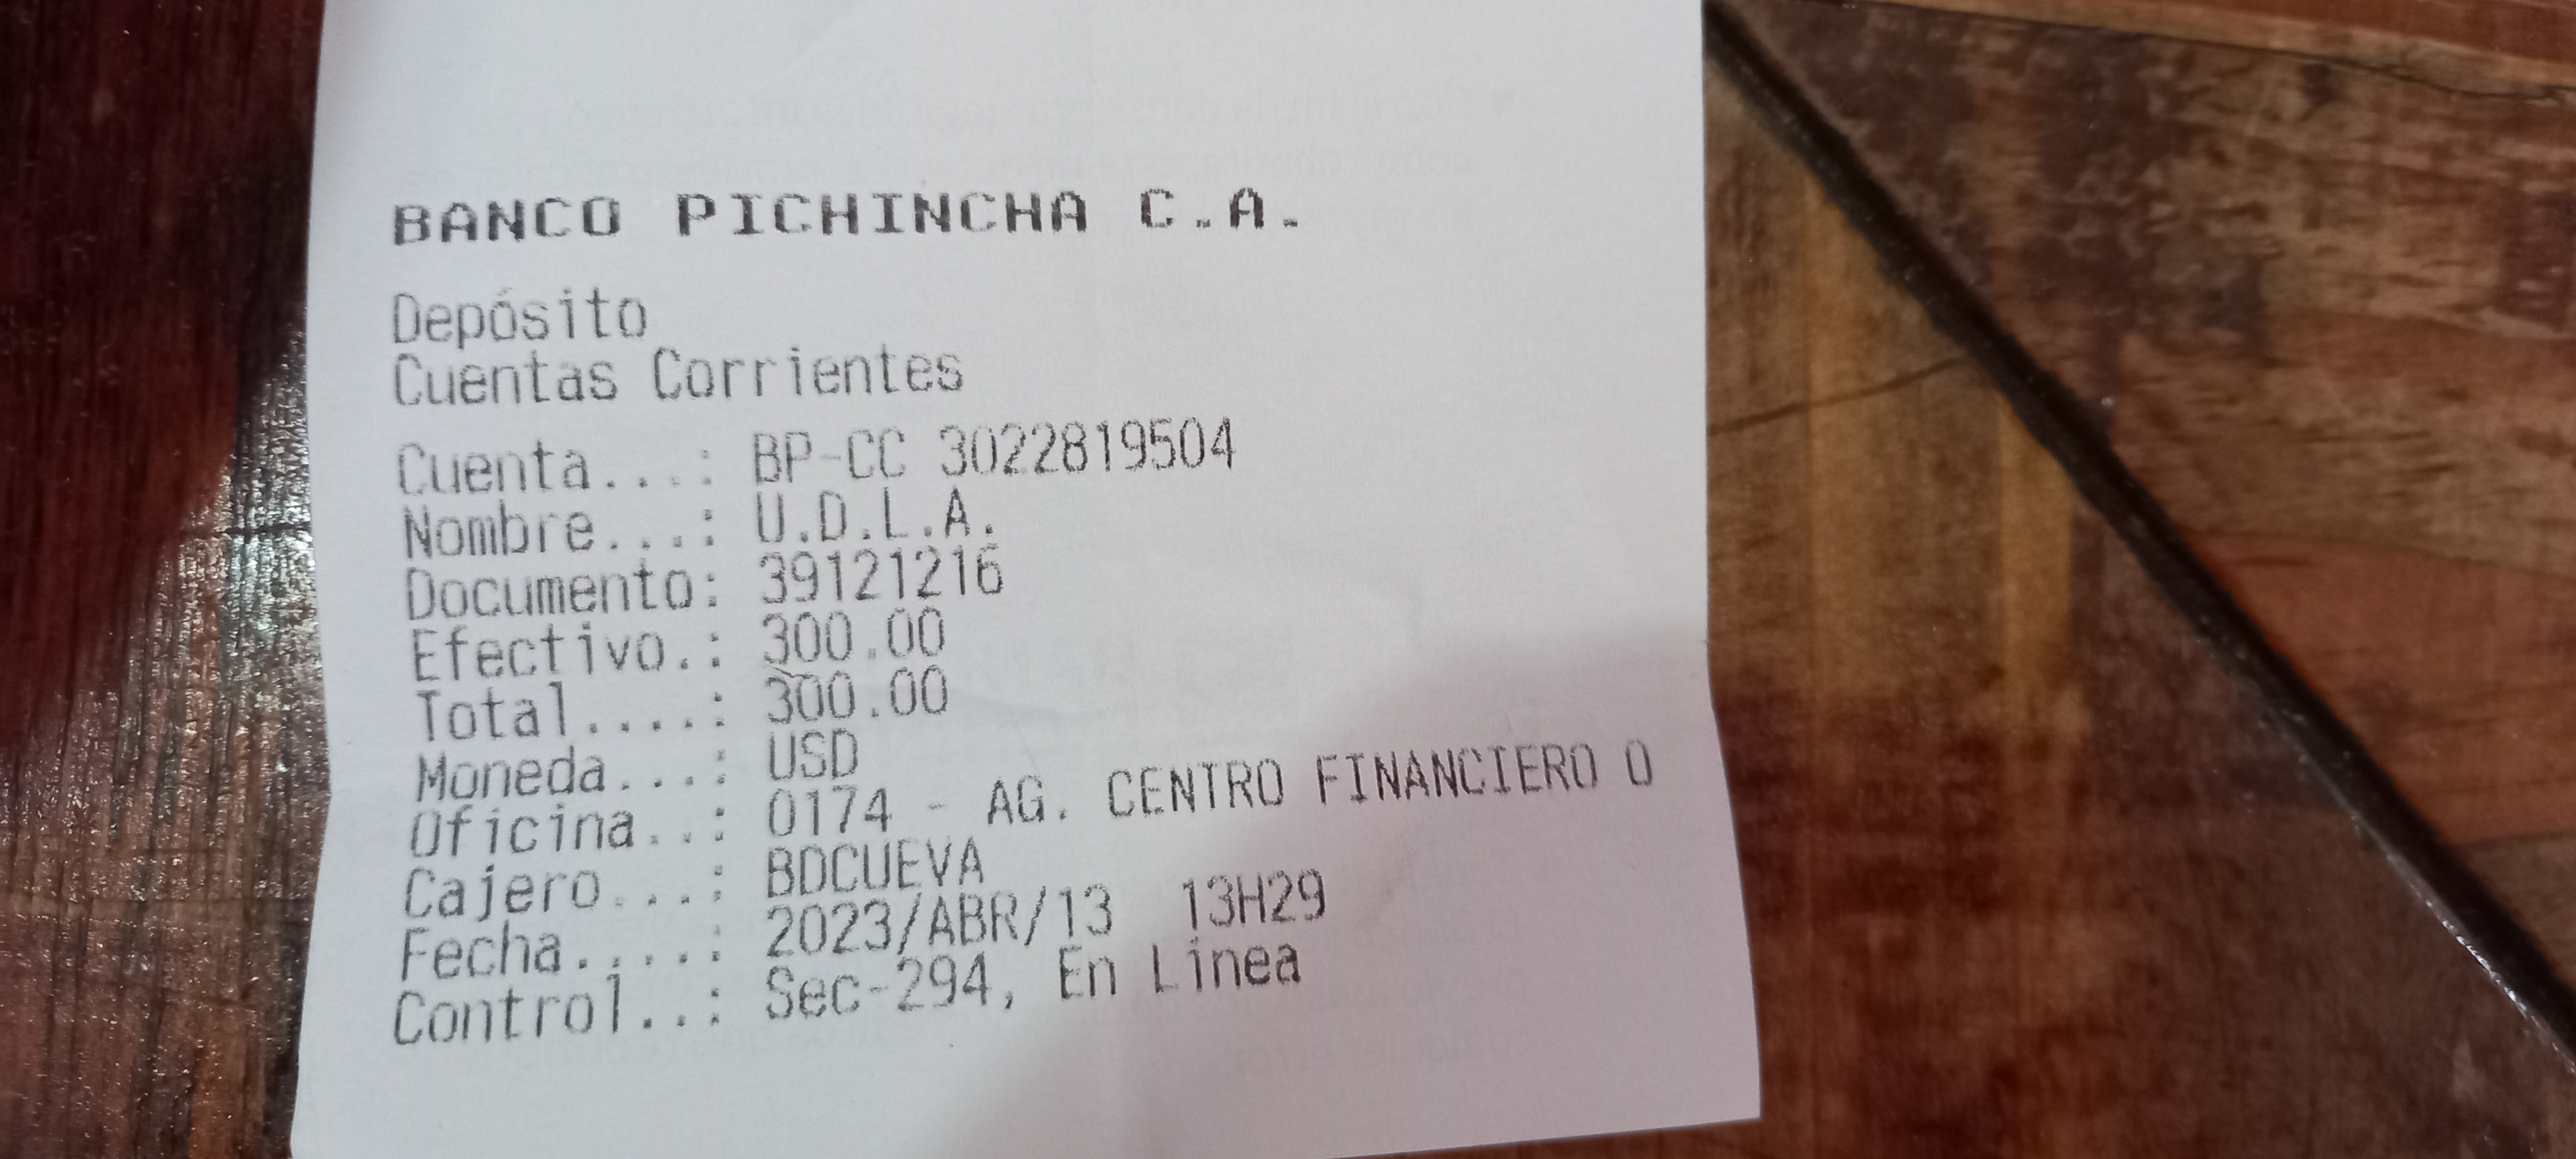 BANCO PICHINCHA C.A.
Depósito
Cuentas Corrientes
Cuenta...: BP-CC 3022819504
Nombre...: U.D.L.A.
Documento: 39121216
Efectivo.: 300.00
Total....: 300.00
Moneda...: USD
Oficina..: 0174 - AG. CENTRO FINANCIERO O
Cajero...: BDCUEVA
Fecha....: 2023/ABR/13 13H29
Control..: Sec-294, En Linea